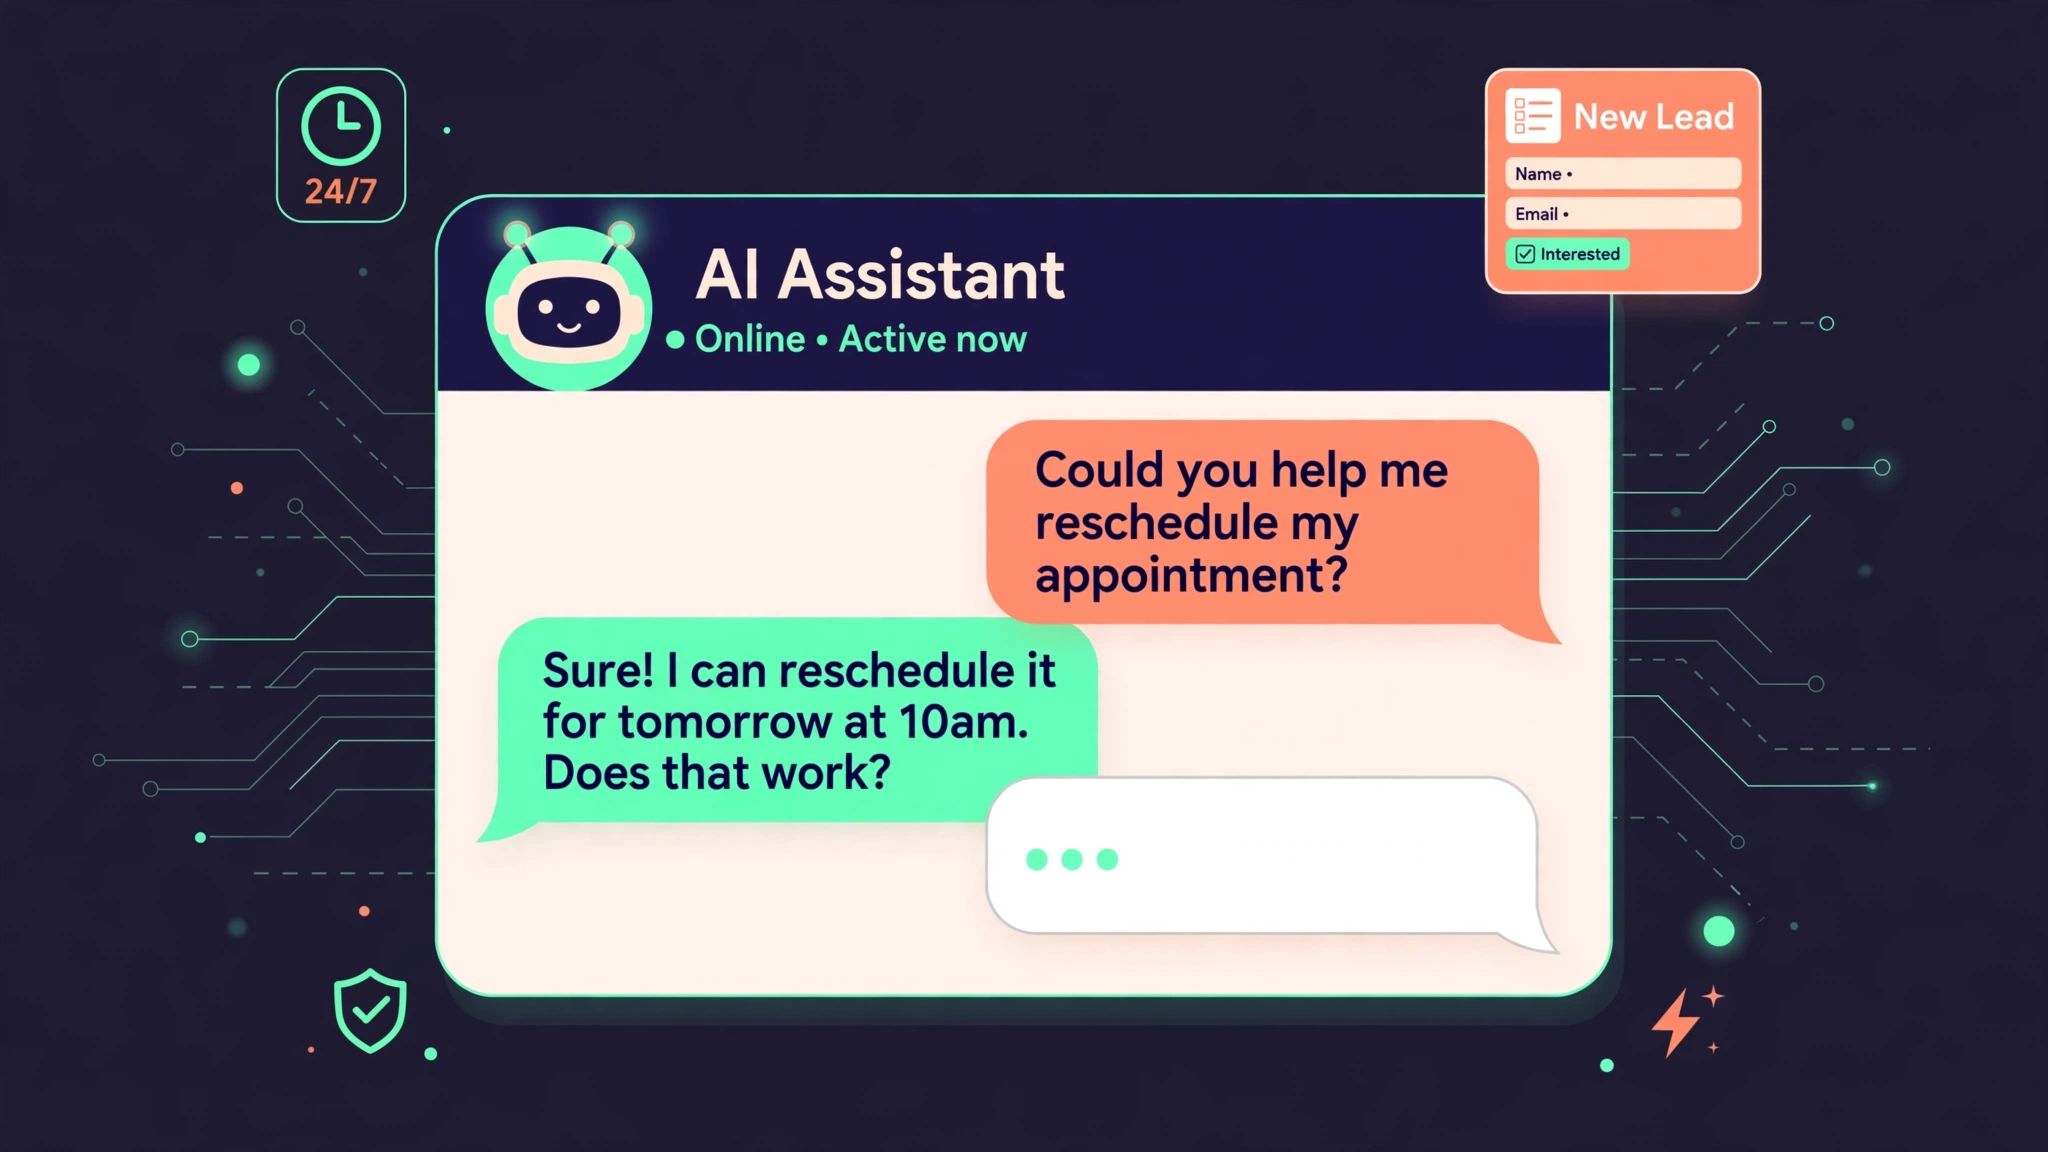 24/7
New Lead
Name •
Email •
Interested
AI Assistant
Online • Active now
Could you help me
reschedule my
appointment?
Sure! I can reschedule it
for tomorrow at 10am.
Does that work?